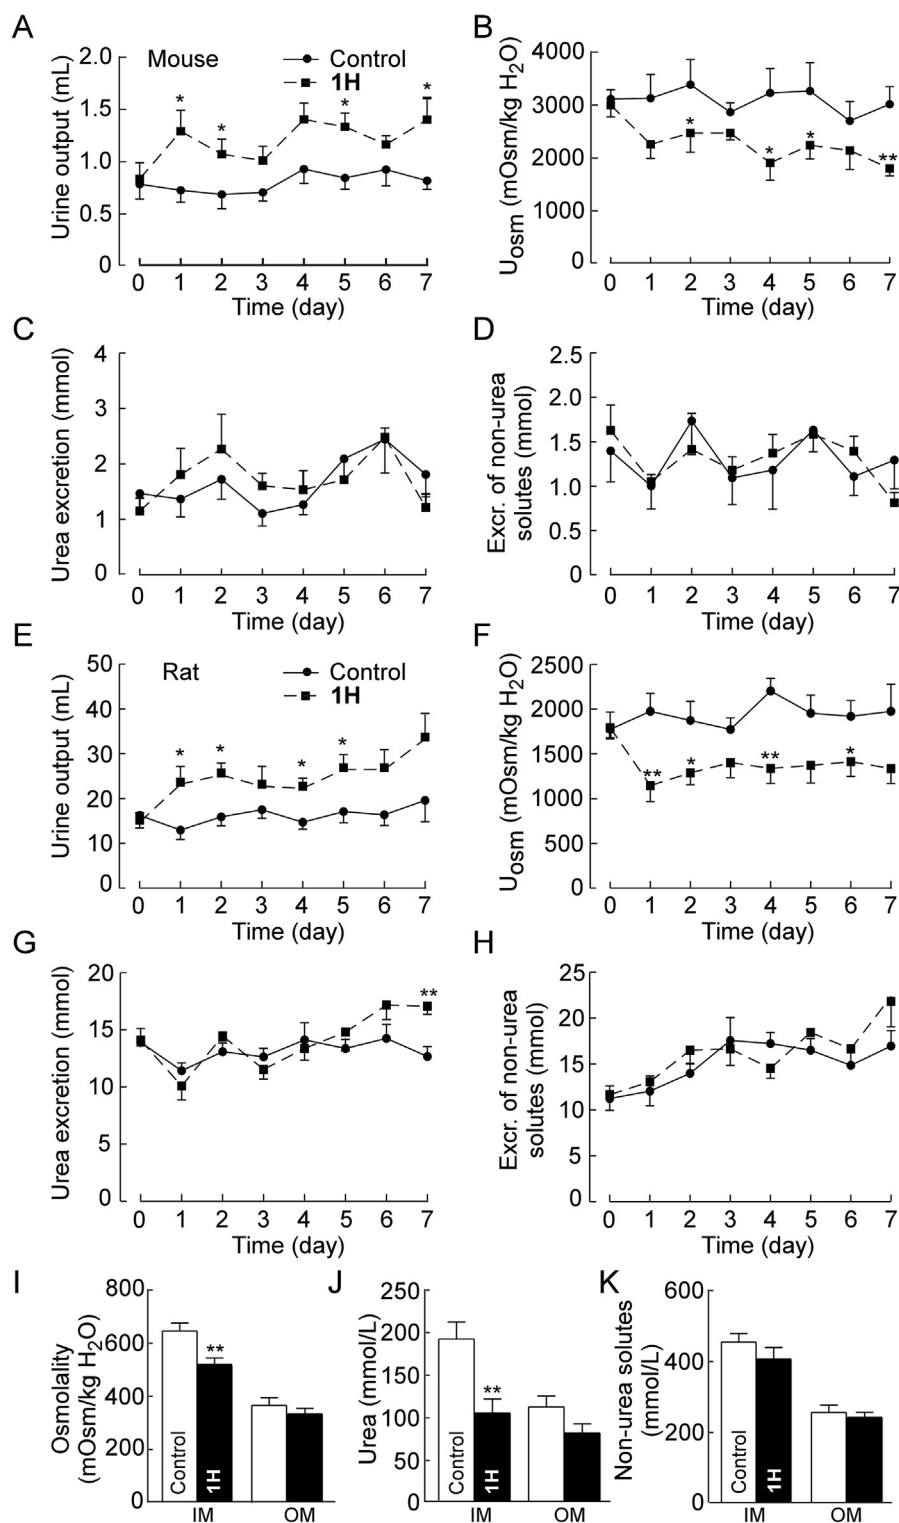 A
Urine output (mL)
Mouse
Control
1H
2.0
1.5
1.0
0.5
0
* * * *
0 1 2 3 4 5 6 7
Time (day)
B
Uosm (mOsm/kg H2O)
4000
3000
2000
1000
0
* * * **
0 1 2 3 4 5 6 7
Time (day)
C
Urea excretion (mmol)
4
3
2
1
0
0 1 2 3 4 5 6 7
Time (day)
D
Excr. of non-urea
solutes (mmol)
2.5
2.0
1.5
1.0
0.5
0
0 1 2 3 4 5 6 7
Time (day)
E
Urine output (mL)
Rat
Control
1H
50
40
30
20
10
0
* * * *
0 1 2 3 4 5 6 7
Time (day)
F
Uosm (mOsm/kg H2O)
2500
2000
1500
1000
500
0
** * ** *
0 1 2 3 4 5 6 7
Time (day)
G
Urea excretion (mmol)
20
15
10
5
0
**
0 1 2 3 4 5 6 7
Time (day)
H
Excr. of non-urea
solutes (mmol)
25
20
15
10
5
0
0 1 2 3 4 5 6 7
Time (day)
I
Osmolality
(mOsm/kg H2O)
800
600
400
200
0
**
Control
1H
IM OM
J
Urea (mmol/L)
250
200
150
100
50
0
**
Control
1H
IM OM
K
Non-urea solutes
(mmol/L)
600
400
200
0
Control
1H
IM OM